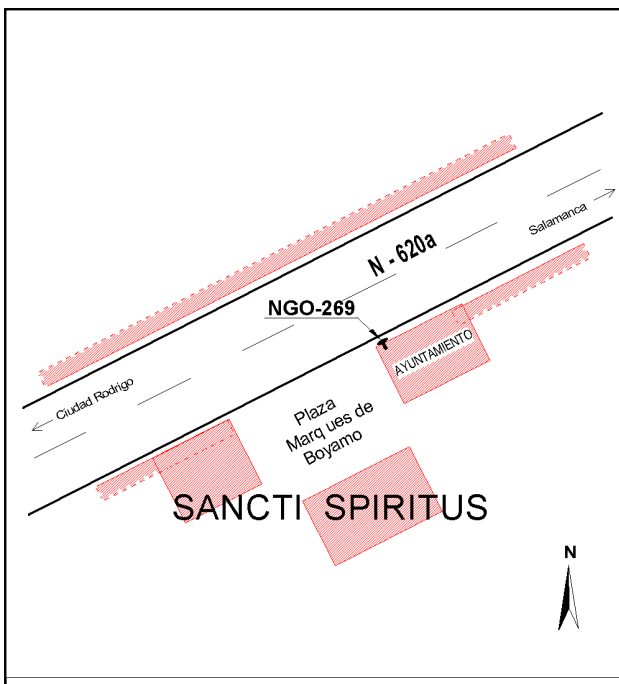 Salamanca
N - 620a
NGO-269
AYUNTAMIENTO
Ciudad Rodrigo
Plaza
Marq ues de
Boyamo
SANCTI SPIRITUS
N